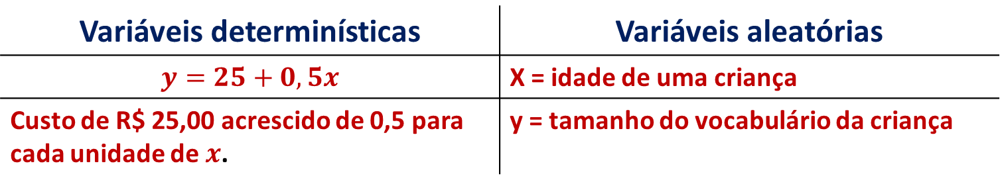 Variáveis determinísticas
Variáveis aleatórias
y = 25 + 0, 5x
X = idade de uma criança
Custo de R$ 25,00 acrescido de 0,5 para
cada unidade de x.
y = tamanho do vocabulário da criança